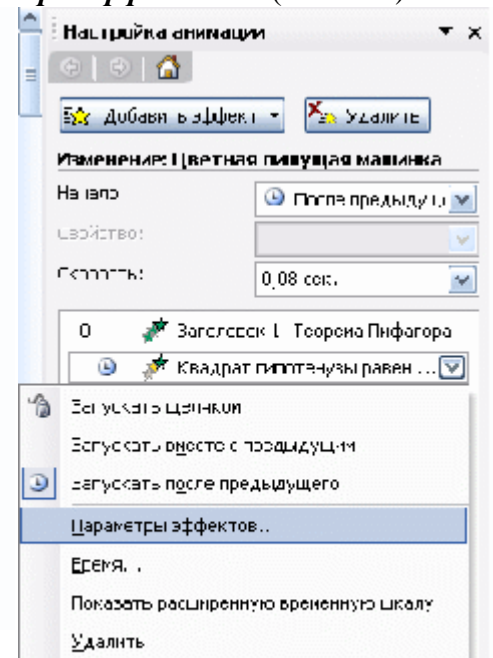 Настройка анимации
Добавить эффект
Удалить
Изменение: Цветная пишущая машинка
Начало
После предыдущ
Свойство:
Скорость:
0,08 сек.
0 Заголовок 1: Теорема Пифагора
Квадрат гипотенузы равен ...
Запускать щелчком
Запускать вместе с предыдущим
Запускать после предыдущего
Параметры эффектов...
Время...
Показать расширенную временную шкалу
Удалить